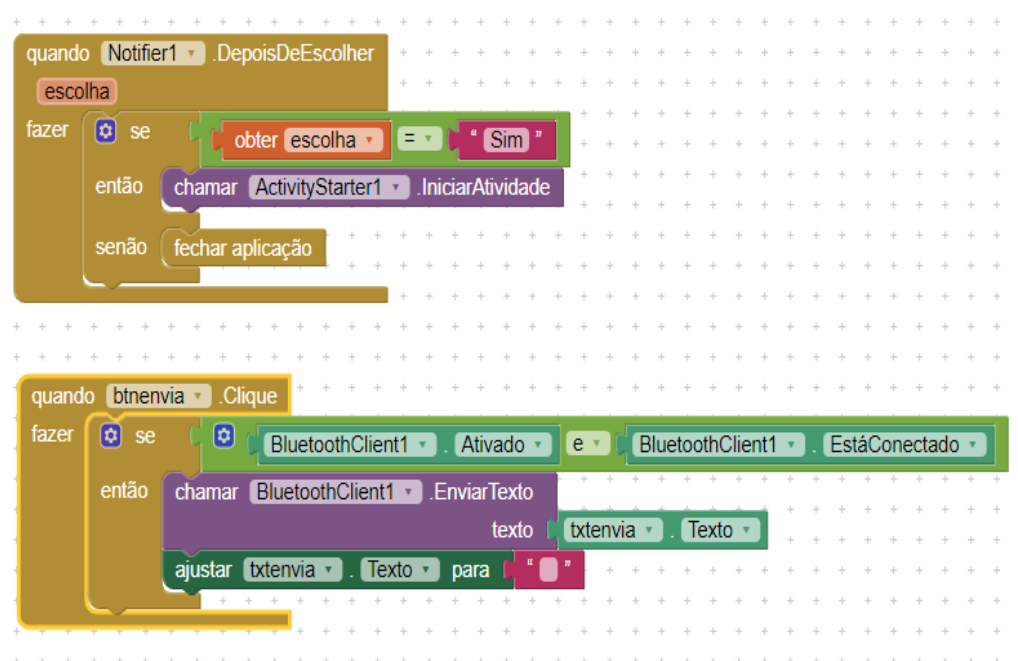 quando Notifier1 .DepoisDeEscolher
escolha
fazer se obter escolha = " Sim "
então chamar ActivityStarter1 .IniciarAtividade
senão fechar aplicação
quando btnenvia .Clique
fazer se BluetoothClient1 . Ativado e BluetoothClient1 . EstáConectado
então chamar BluetoothClient1 .EnviarTexto
texto txtenvia . Texto
ajustar txtenvia . Texto para " "